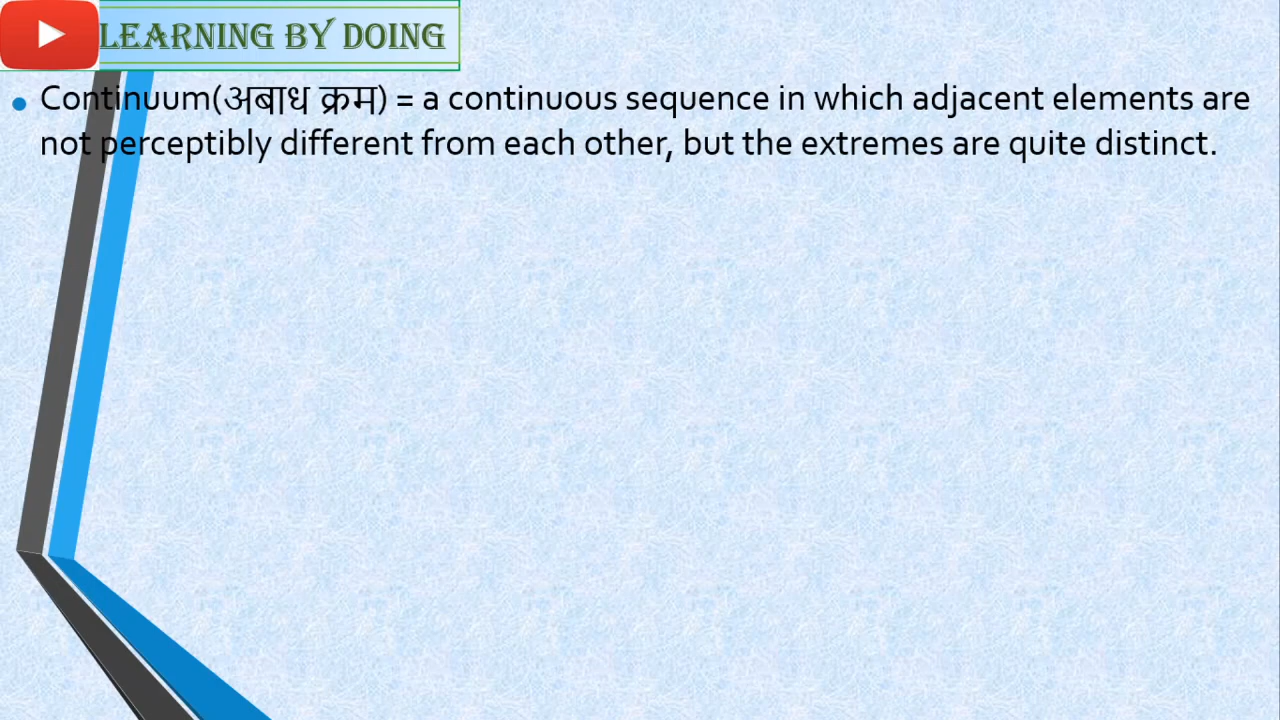 LEARNING BY DOING
• Continuum(अबाध क्रम) = a continuous sequence in which adjacent elements are
not perceptibly different from each other, but the extremes are quite distinct.